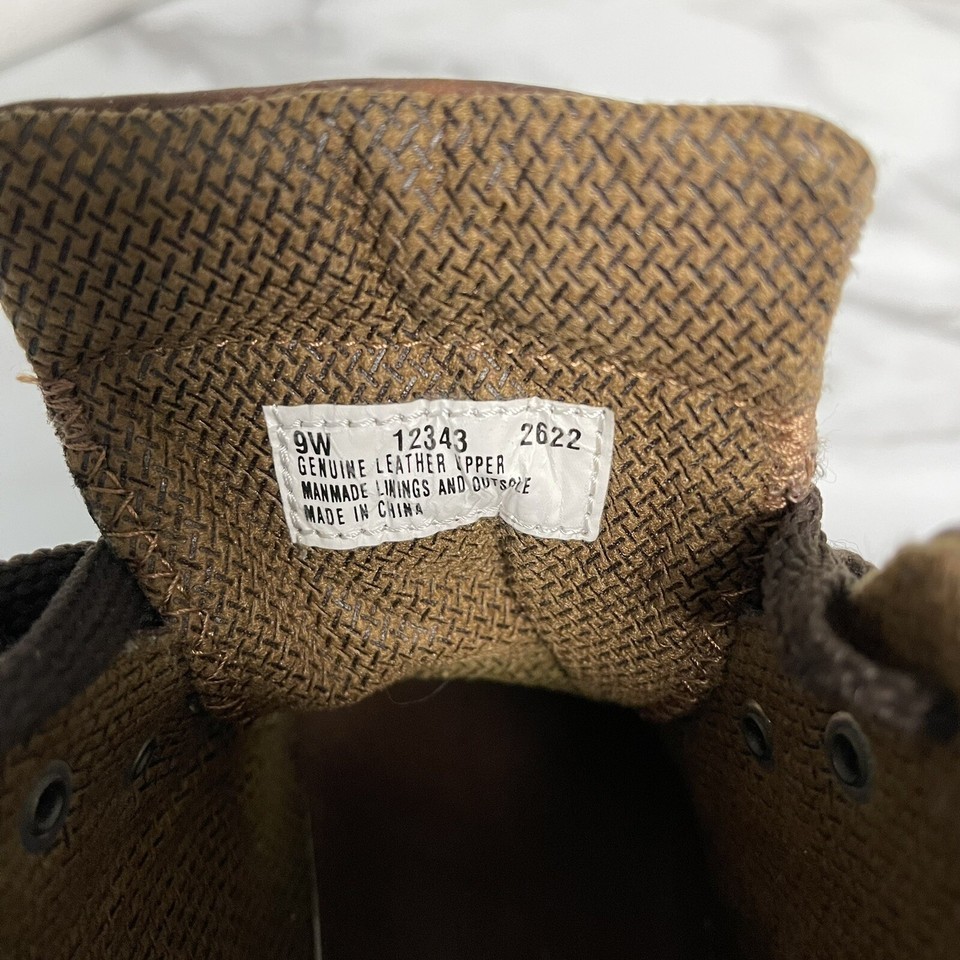 9W 12343 2622
GENUINE LEATHER UPPER
MANMADE LININGS AND OUTSOLE
MADE IN CHINA